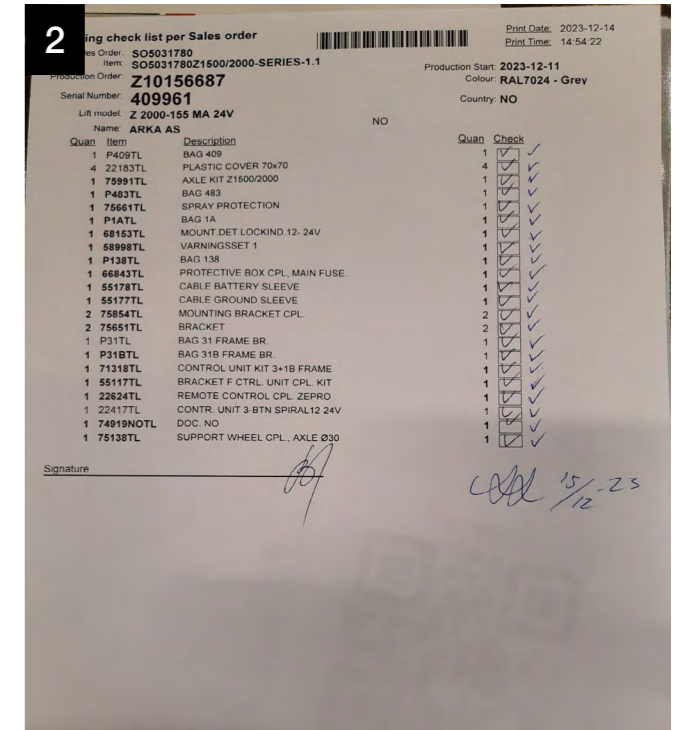 2
ing check list per Sales order
Print Date: 2023-12-14
Print Time: 14:54:22
es Order: SO5031780
Item: SO5031780Z1500/2000-SERIES-1.1
Production Start: 2023-12-11
Production Order: Z10156687
Colour: RAL7024 - Grey
Serial Number: 409961
Country: NO
Lift model: Z 2000-155 MA 24V
NO
Name: ARKA AS
Quan Item Description Quan Check
1 P409TL BAG 409 1
4 22183TL PLASTIC COVER 70x70 4
1 75991TL AXLE KIT Z1500/2000 1
1 P483TL BAG 483 1
1 75661TL SPRAY PROTECTION 1
1 P1ATL BAG 1A 1
1 68153TL MOUNT.DET LOCKIND.12- 24V 1
1 58998TL VARNINGSSET 1 1
1 P138TL BAG 138 1
1 66843TL PROTECTIVE BOX CPL, MAIN FUSE. 1
1 55178TL CABLE BATTERY SLEEVE 1
1 55177TL CABLE GROUND SLEEVE 1
2 75854TL MOUNTING BRACKET CPL. 2
2 75651TL BRACKET 2
1 P31TL BAG 31 FRAME BR. 1
1 P31BTL BAG 31B FRAME BR. 1
1 71318TL CONTROL UNIT KIT 3+1B FRAME 1
1 55117TL BRACKET F CTRL. UNIT CPL. KIT 1
1 22624TL REMOTE CONTROL CPL. ZEPRO 1
1 22417TL CONTR. UNIT 3-BTN SPIRAL12 24V 1
1 74919NOTL DOC. NO 1
1 75138TL SUPPORT WHEEL CPL., AXLE Ø30 1
Signature
15/12-23